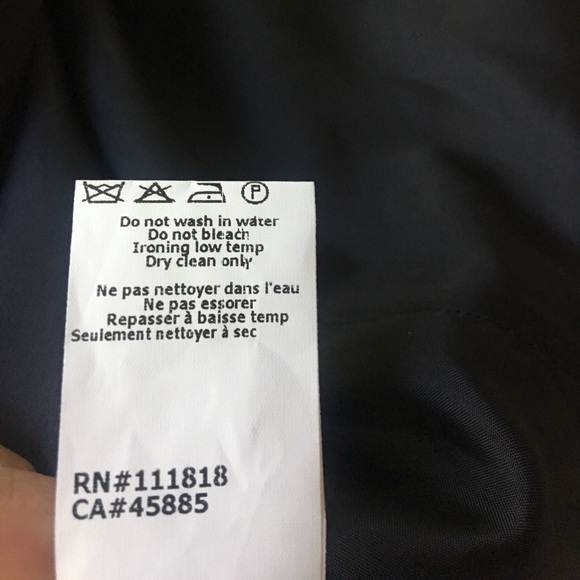 P
Do not wash in water
Do not bleach
Ironing low temp
Dry clean only
Ne pas nettoyer dans l'eau
Ne pas essorer
Repasser à baisse temp
Seulement nettoyer à sec
RN#111818
CA#45885